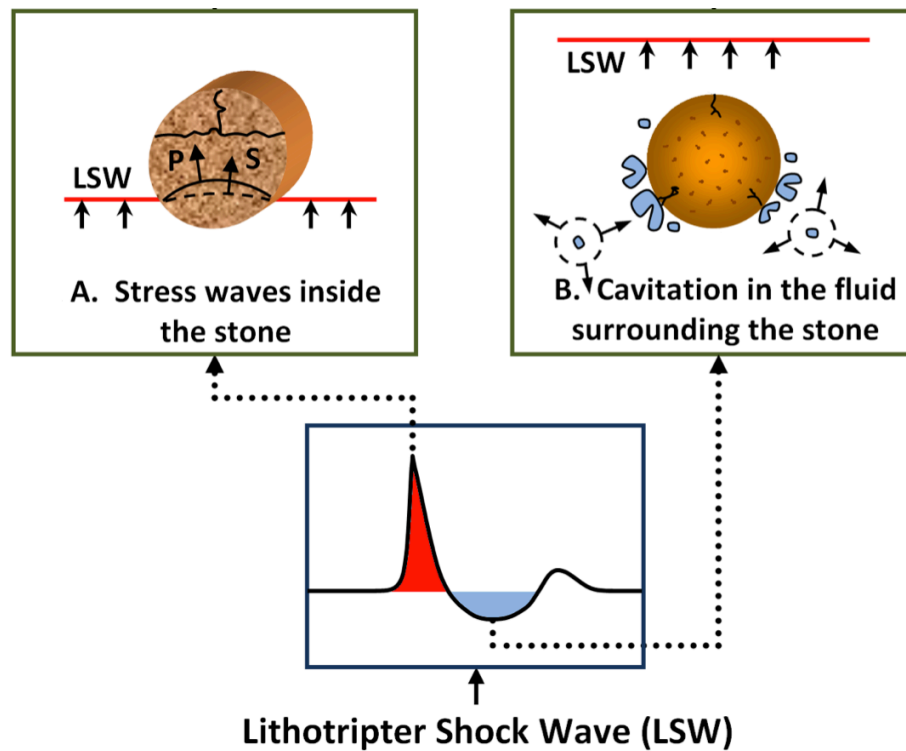 LSW
P
S
A. Stress waves inside
the stone
LSW
B. Cavitation in the fluid
surrounding the stone
Lithotripter Shock Wave (LSW)